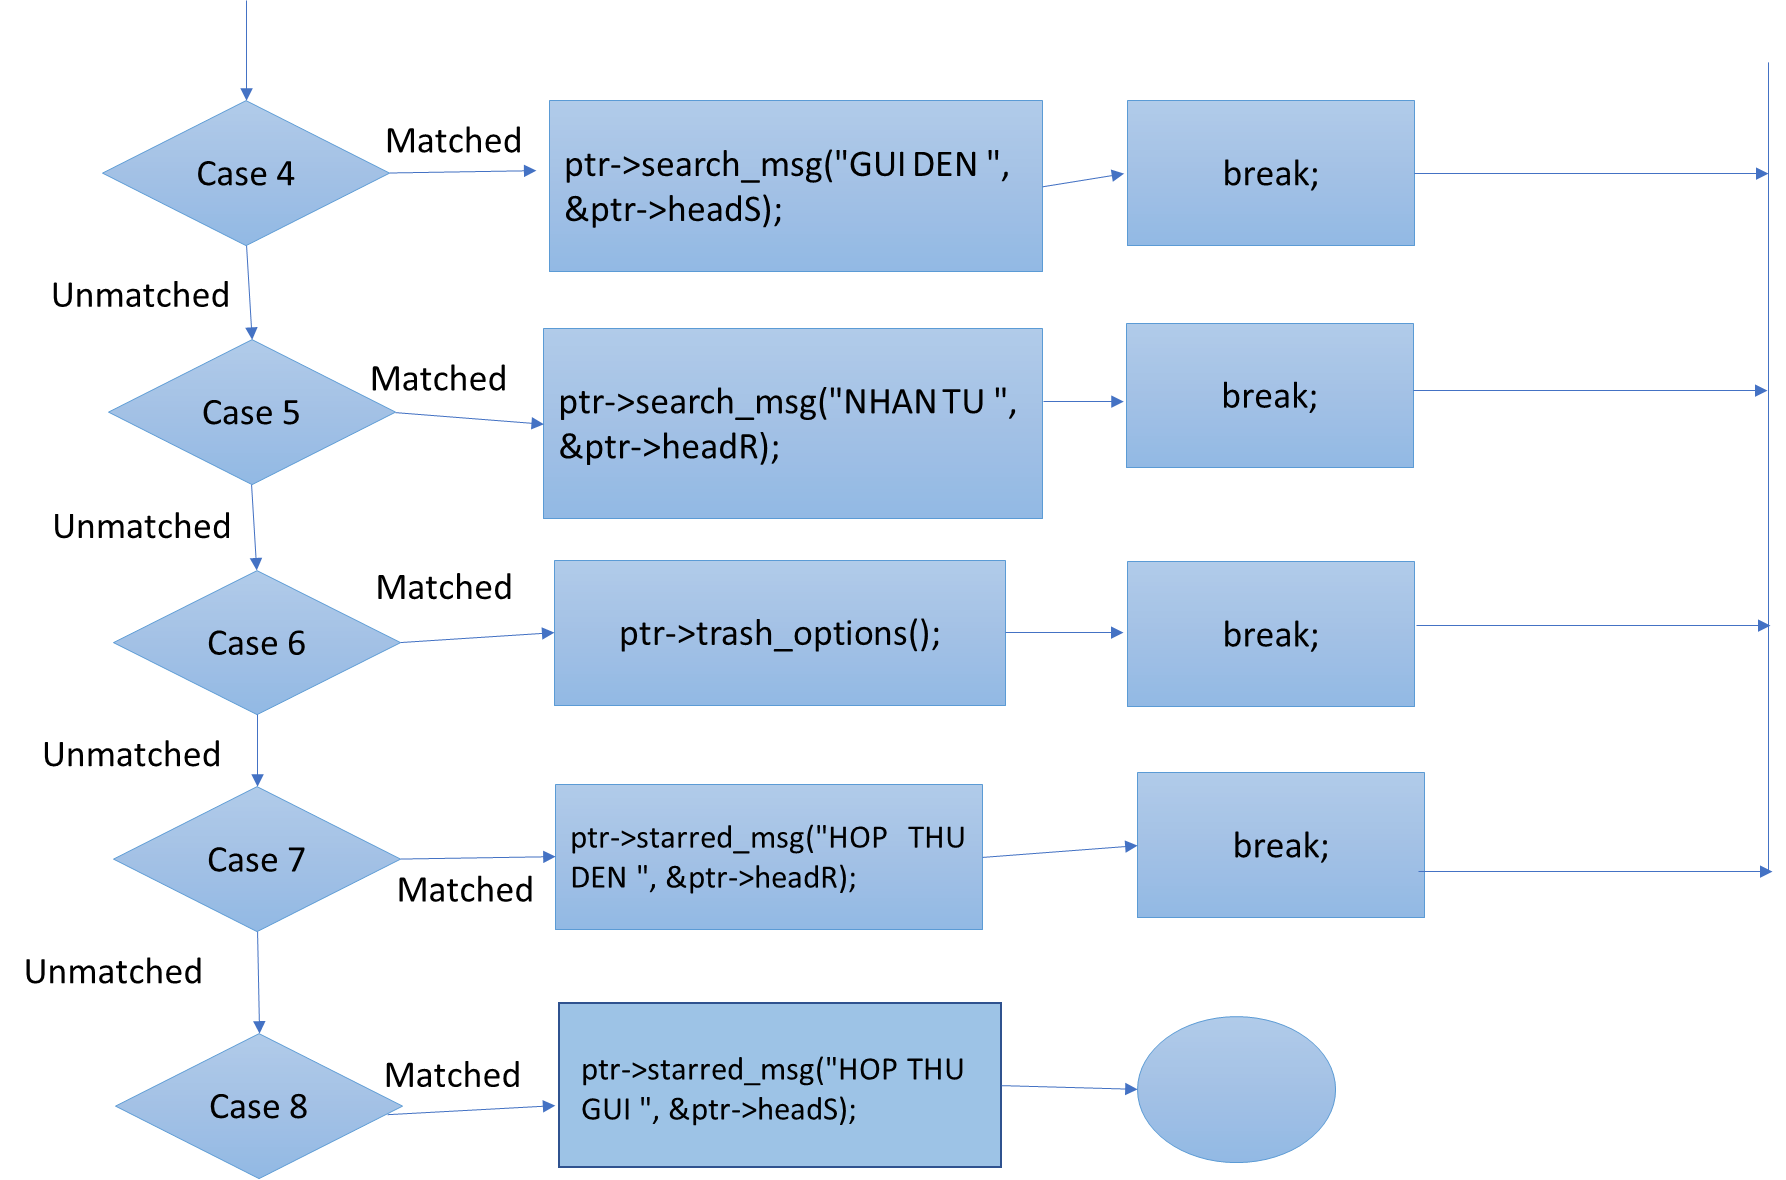 Matched
Case 4
ptr->search_msg("GUI DEN ",
&ptr->headS);
break;
Unmatched
Matched
Case 5
ptr->search_msg("NHAN TU ",
&ptr->headR);
break;
Unmatched
Matched
Case 6
ptr->trash_options();
break;
Unmatched
Case 7
Matched
ptr->starred_msg("HOP THU
DEN ", &ptr->headR);
break;
Unmatched
Matched
Case 8
ptr->starred_msg("HOP THU
GUI ", &ptr->headS);